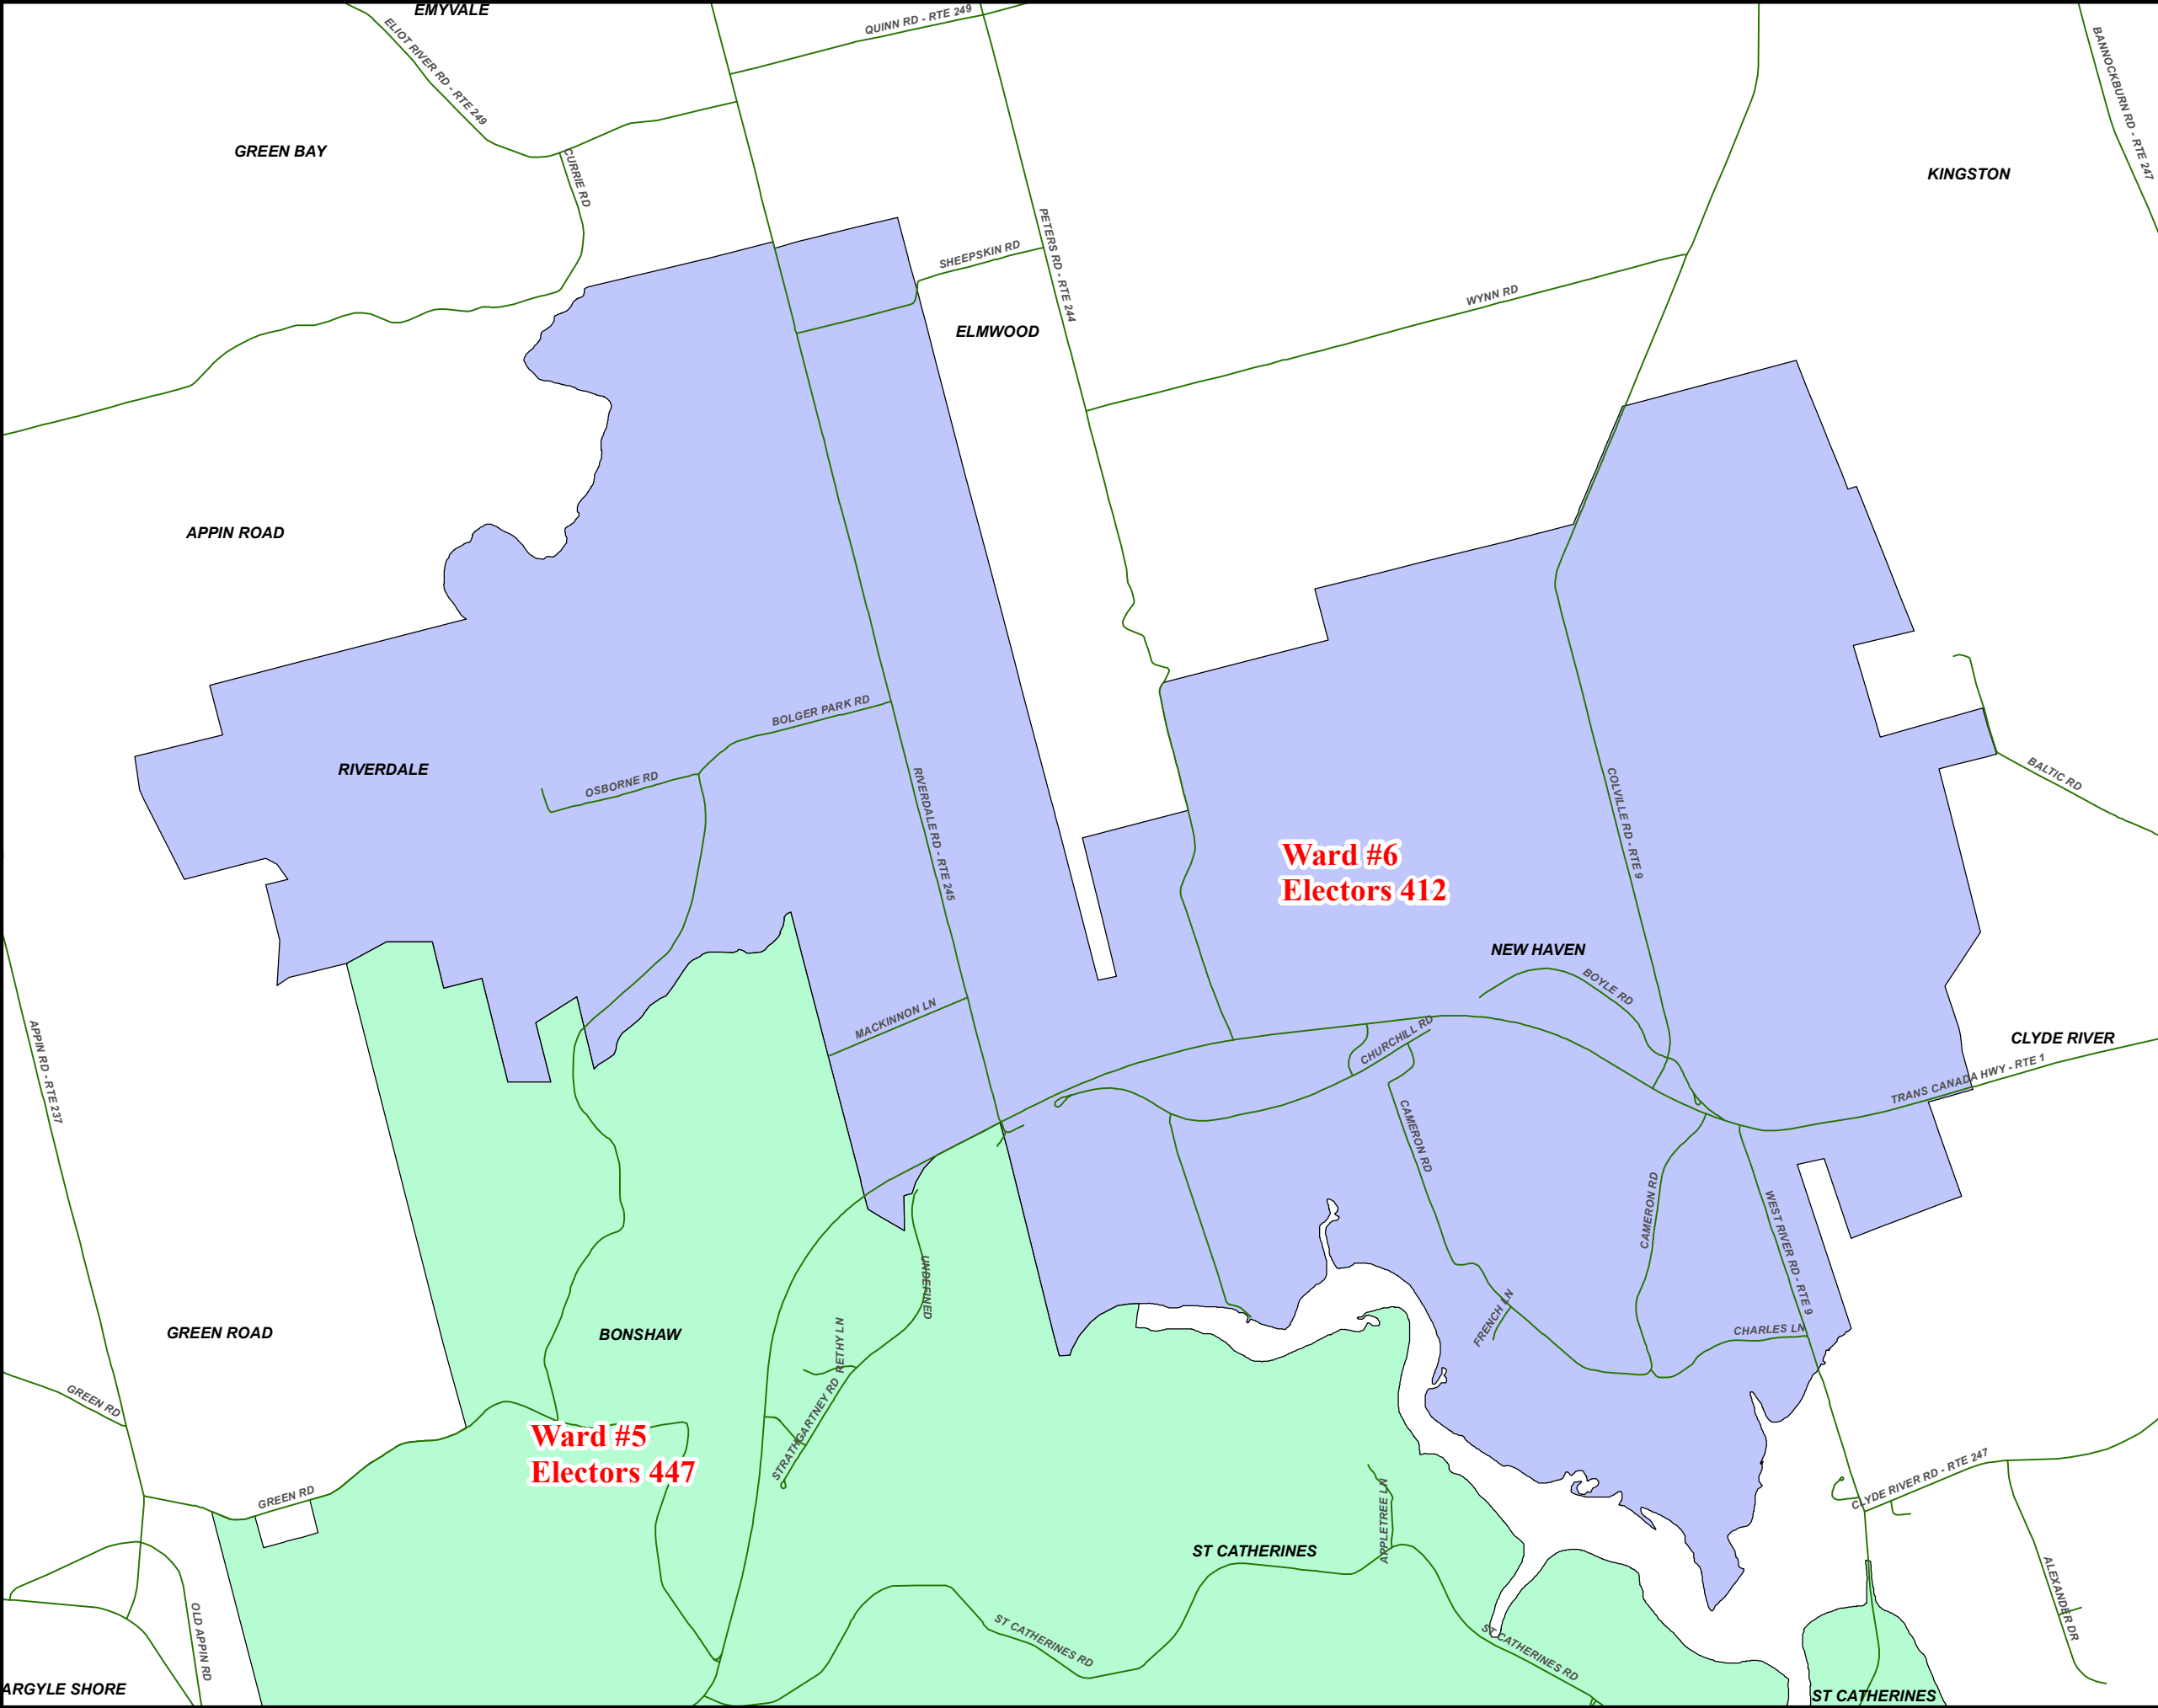 EMYVALE
QUINN RD - RTE 249
ELIOT RIVER RD - RTE 249
BANNOCKBURN RD - RTE 247
GREEN BAY
CURRIE RD
KINGSTON
PETERS RD - RTE 244
SHEEPSKIN RD
WYNN RD
ELMWOOD
APPIN ROAD
BOLGER PARK RD
RIVERDALE
OSBORNE RD
RIVERDALE RD - RTE 245
COLVILLE RD - RTE 9
BALTIC RD
Ward #6
Electors 412
NEW HAVEN
BOYLE RD
MACKINNON LN
CHURCHILL RD
CLYDE RIVER
TRANS CANADA HWY - RTE 1
APPIN RD - RTE 237
CAMERON RD
CAMERON RD
WEST RIVER RD - RTE 9
UNDEFINED
GREEN ROAD
BONSHAW
RETHY LN
FRENCH LN
CHARLES LN
GREEN RD
STRATHGARTNEY RD
Ward #5
Electors 447
GREEN RD
APPLETREE LN
CLYDE RIVER RD - RTE 247
ST CATHERINES
ALEXANDER DR
OLD APPIN RD
ST CATHERINES RD
ST CATHERINES RD
ARGYLE SHORE
ST CATHERINES